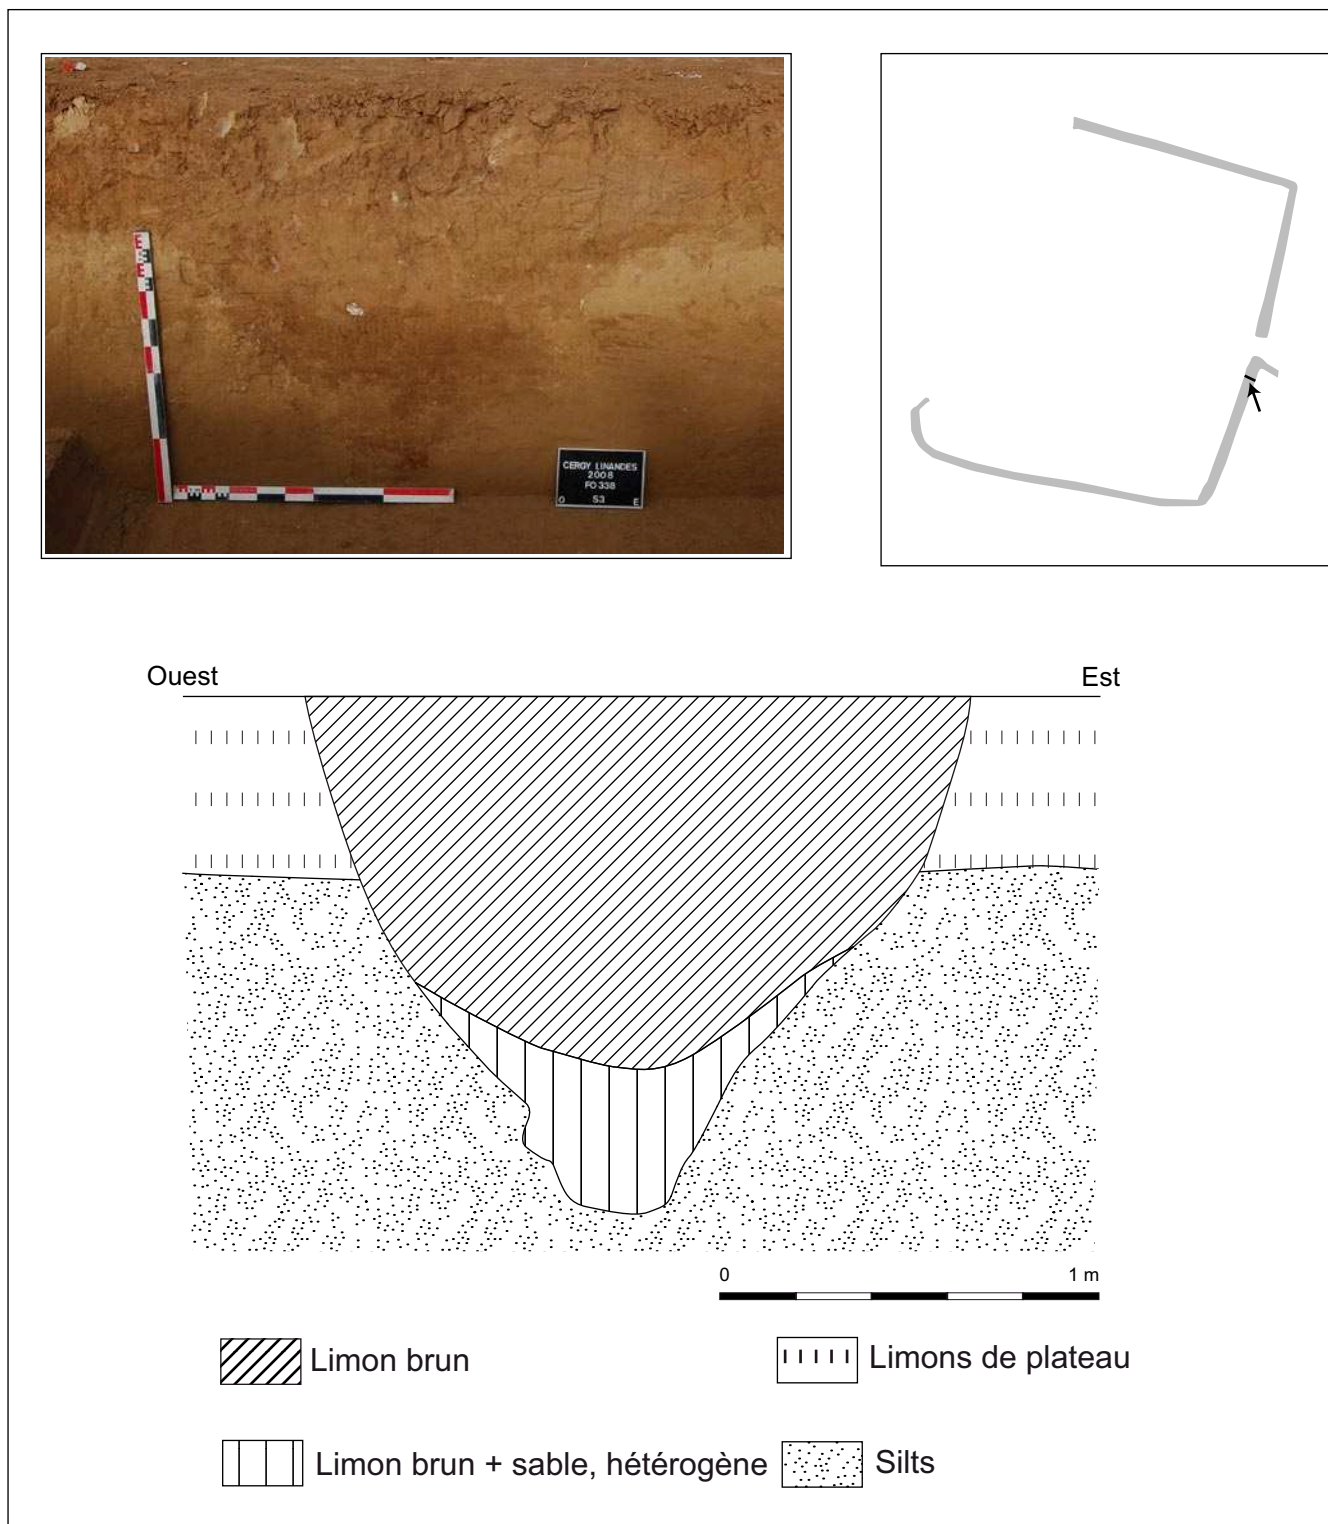 CERGY LINANDES
2008
FO 338
O S3 E
Ouest Est
0 1 m
Limon brun Limons de plateau
Limon brun + sable, hétérogène Silts